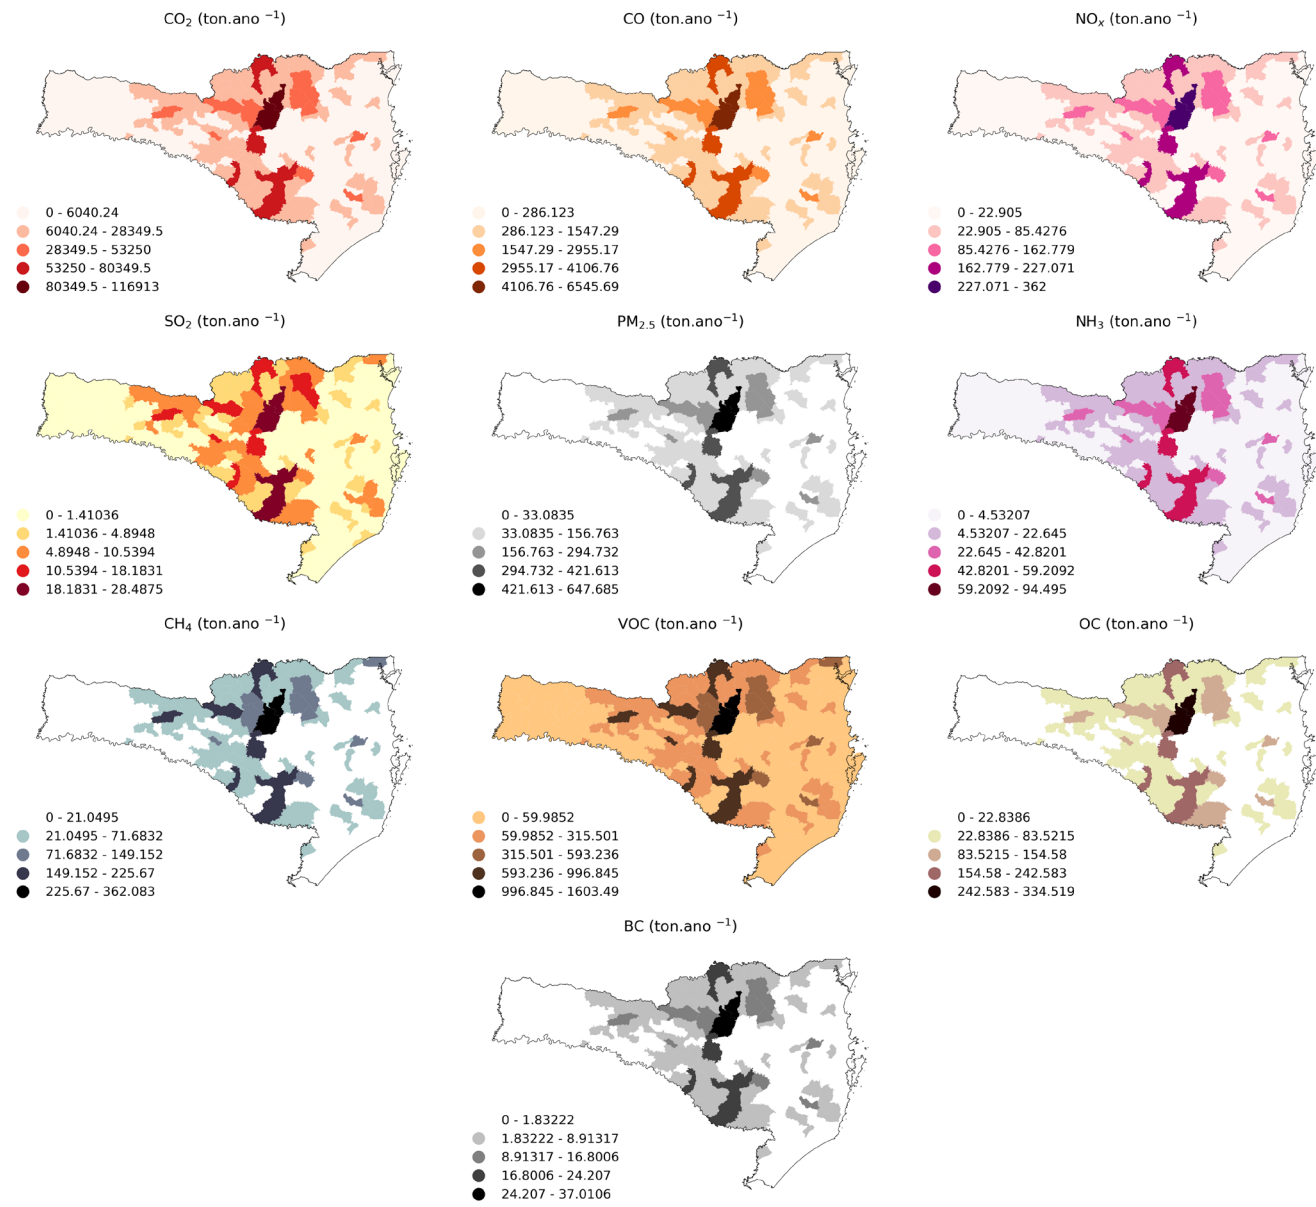 CO₂ (ton.ano ⁻¹)
0 - 6040.24
6040.24 - 28349.5
28349.5 - 53250
53250 - 80349.5
80349.5 - 116913
CO (ton.ano ⁻¹)
0 - 286.123
286.123 - 1547.29
1547.29 - 2955.17
2955.17 - 4106.76
4106.76 - 6545.69
NOₓ (ton.ano ⁻¹)
0 - 22.905
22.905 - 85.4276
85.4276 - 162.779
162.779 - 227.071
227.071 - 362
SO₂ (ton.ano ⁻¹)
0 - 1.41036
1.41036 - 4.8948
4.8948 - 10.5394
10.5394 - 18.1831
18.1831 - 28.4875
PM₂.₅ (ton.ano⁻¹)
0 - 33.0835
33.0835 - 156.763
156.763 - 294.732
294.732 - 421.613
421.613 - 647.685
NH₃ (ton.ano ⁻¹)
0 - 4.53207
4.53207 - 22.645
22.645 - 42.8201
42.8201 - 59.2092
59.2092 - 94.495
CH₄ (ton.ano ⁻¹)
0 - 21.0495
21.0495 - 71.6832
71.6832 - 149.152
149.152 - 225.67
225.67 - 362.083
VOC (ton.ano ⁻¹)
0 - 59.9852
59.9852 - 315.501
315.501 - 593.236
593.236 - 996.845
996.845 - 1603.49
OC (ton.ano ⁻¹)
0 - 22.8386
22.8386 - 83.5215
83.5215 - 154.58
154.58 - 242.583
242.583 - 334.519
BC (ton.ano ⁻¹)
0 - 1.83222
1.83222 - 8.91317
8.91317 - 16.8006
16.8006 - 24.207
24.207 - 37.0106